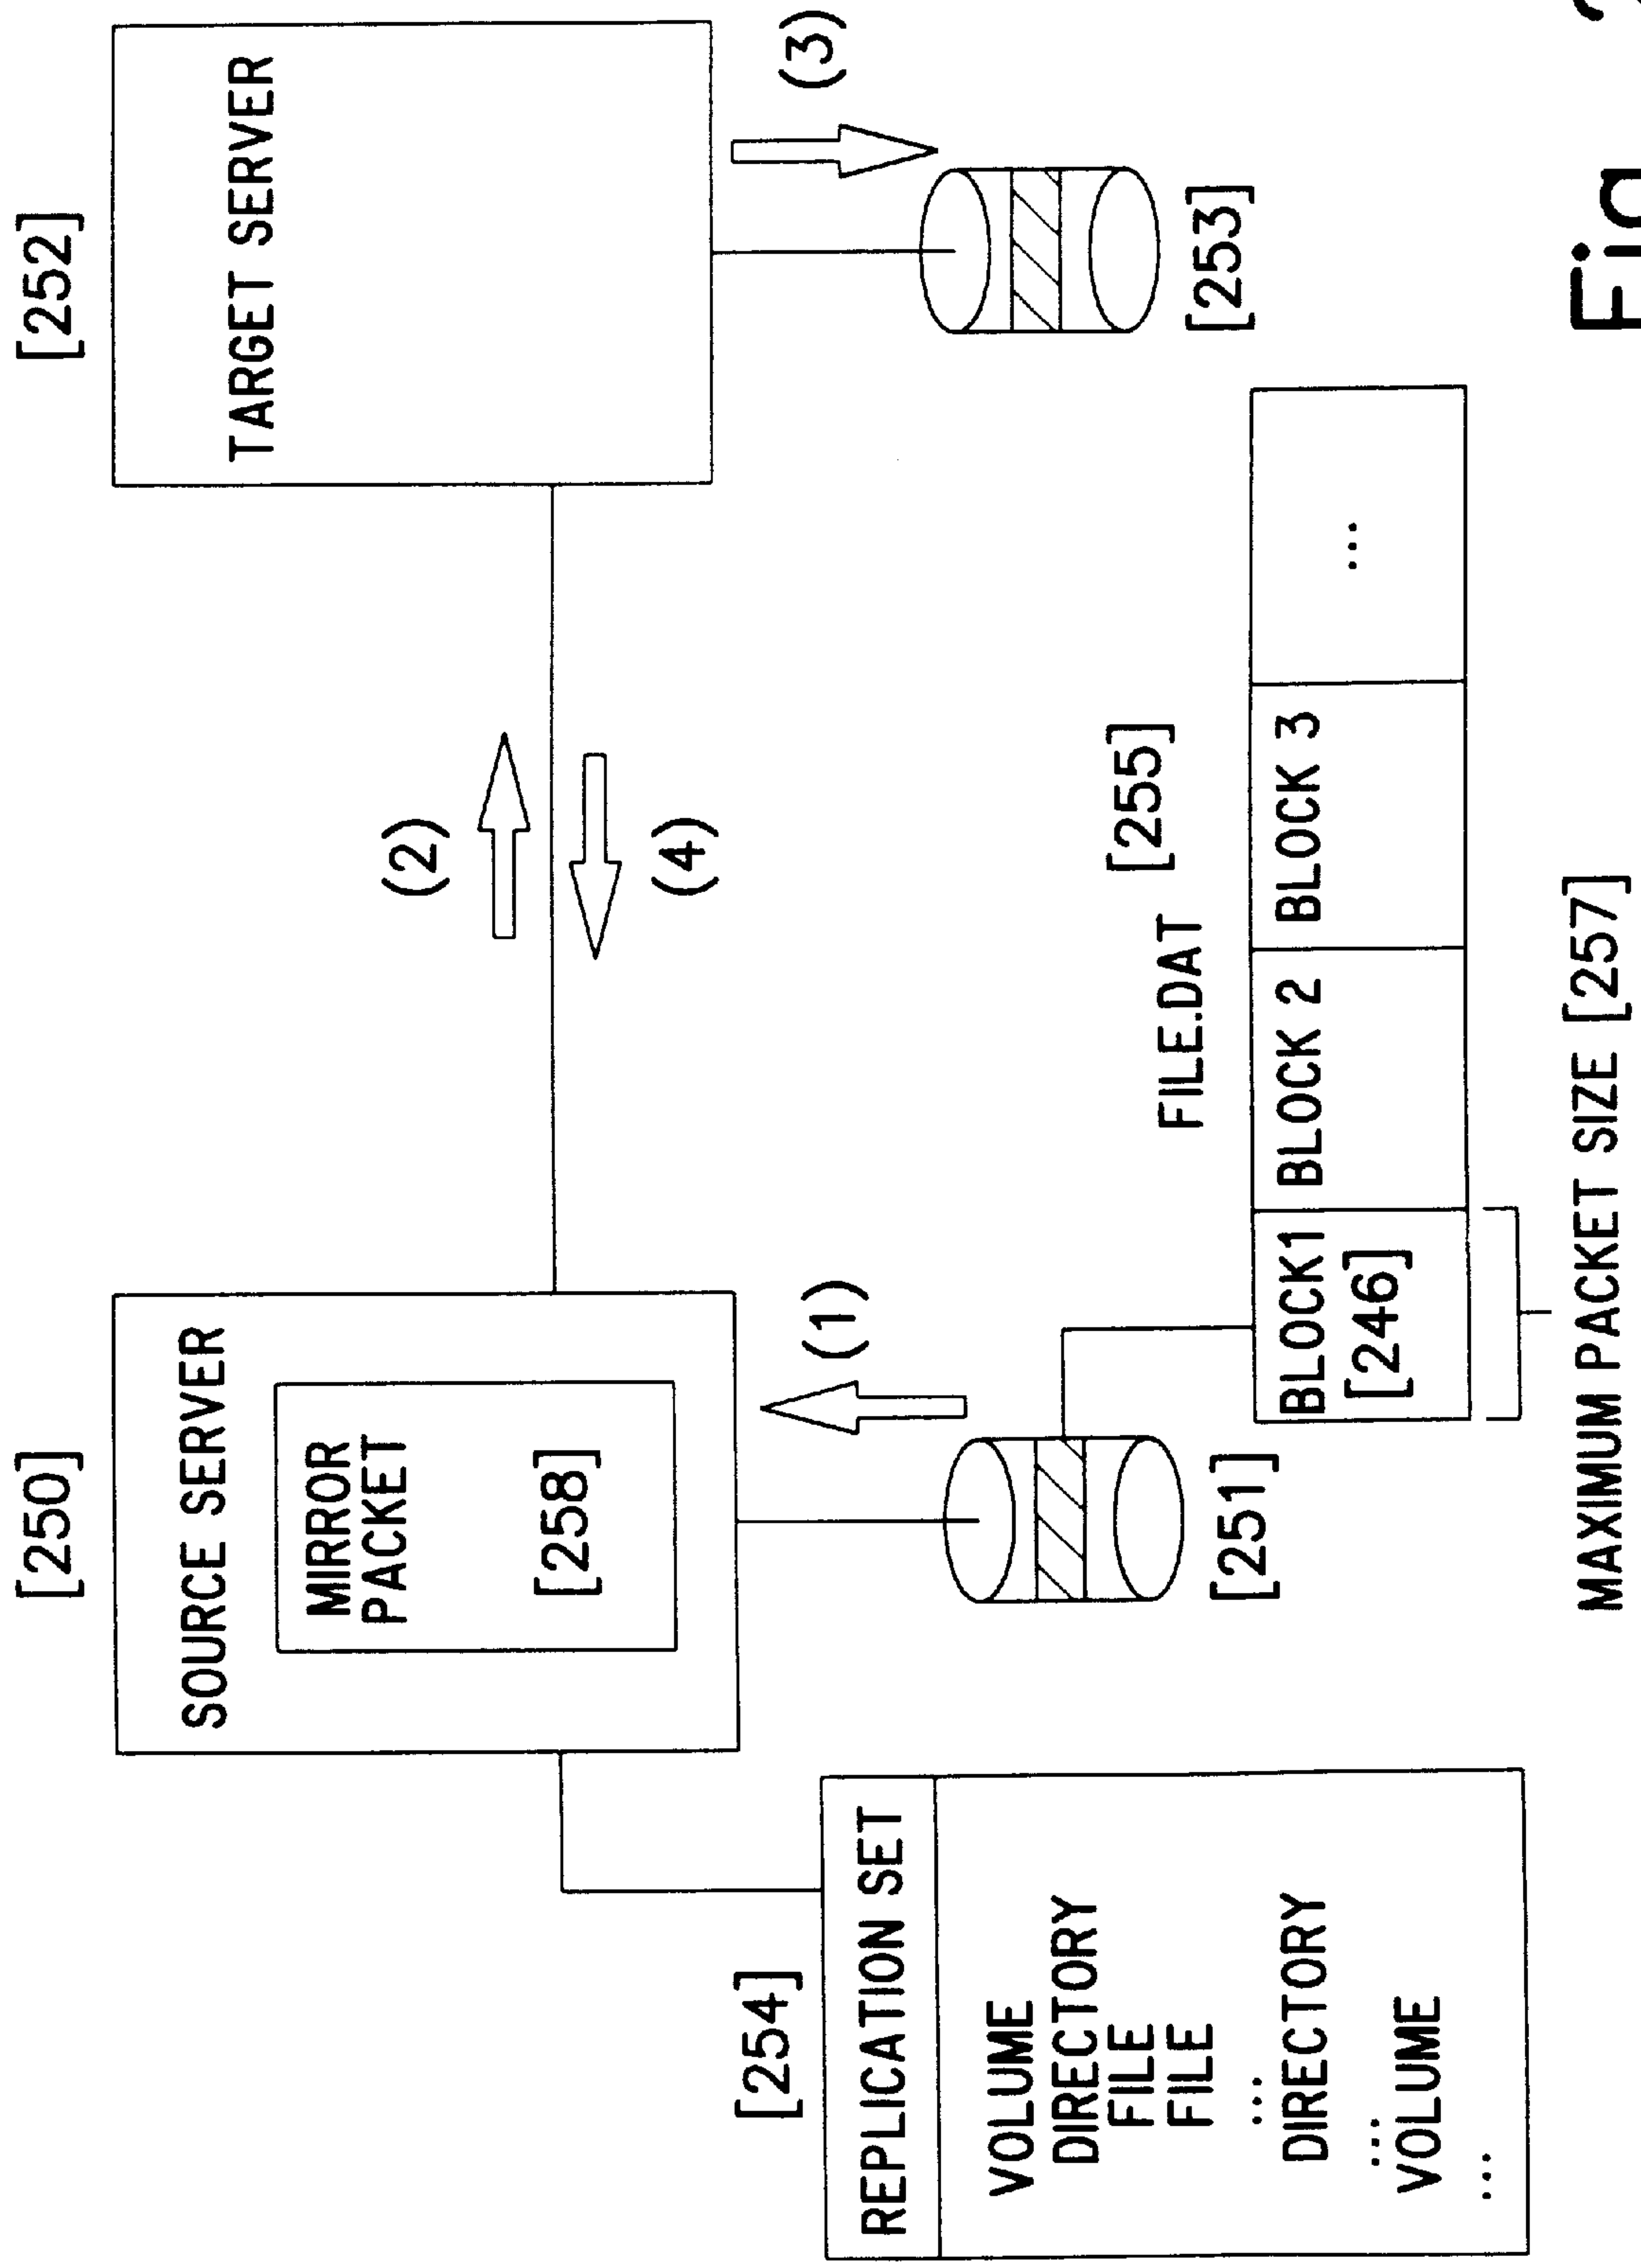 [250]
[252]
SOURCE SERVER
TARGET SERVER
MIRROR
PACKET
[258]
(2)
(4)
(1)
(3)
[254]
REPLICATION SET
VOLUME
DIRECTORY
FILE
FILE
...
DIRECTORY
...
VOLUME
...
[251]
[253]
FILE.DAT [255]
BLOCK1 BLOCK 2 BLOCK 3 ...
[246]
MAXIMUM PACKET SIZE [257]
Fig.